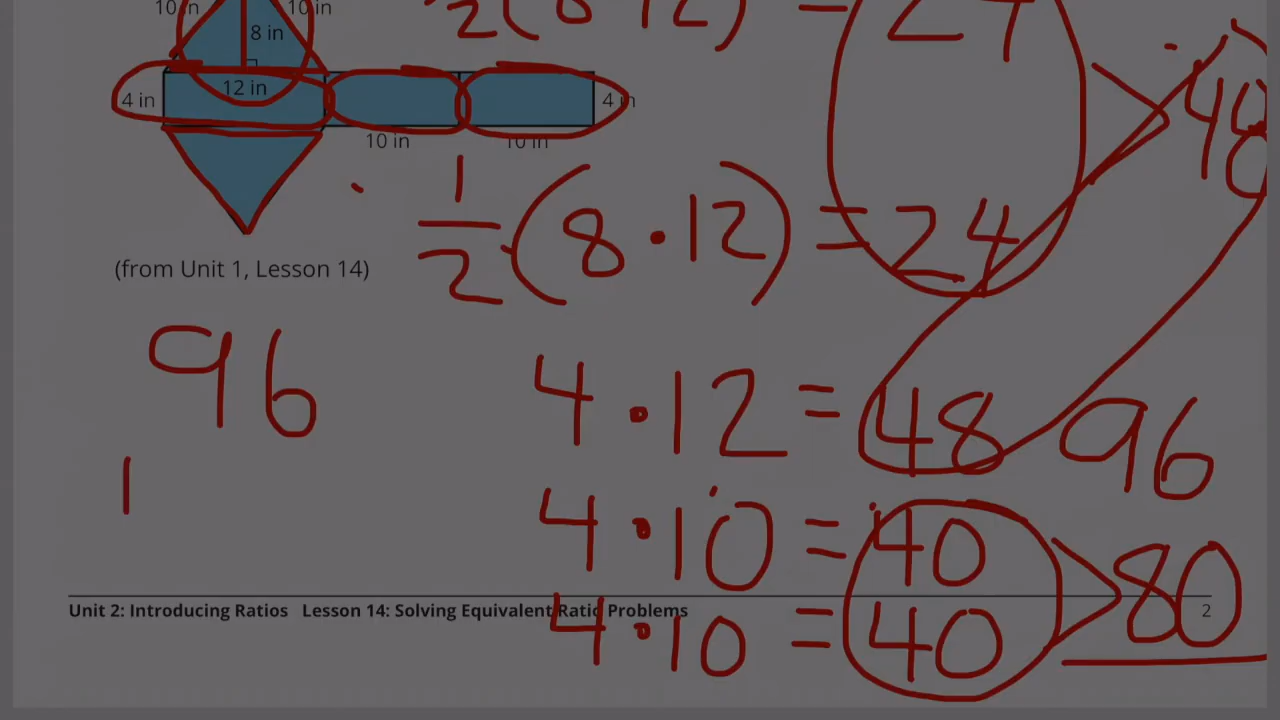 10 in 10 in
8 in
1/2 (8·12) = 24
12 in
4 in 4 in
10 in 10 in
1/2 · (8 · 12) = 24
48
(from Unit 1, Lesson 14)
96
4 · 12 = 48 96
1
4 · 10 = 40
80
Unit 2: Introducing Ratios Lesson 14: Solving Equivalent Ratio Problems 2
4 · 10 = 40